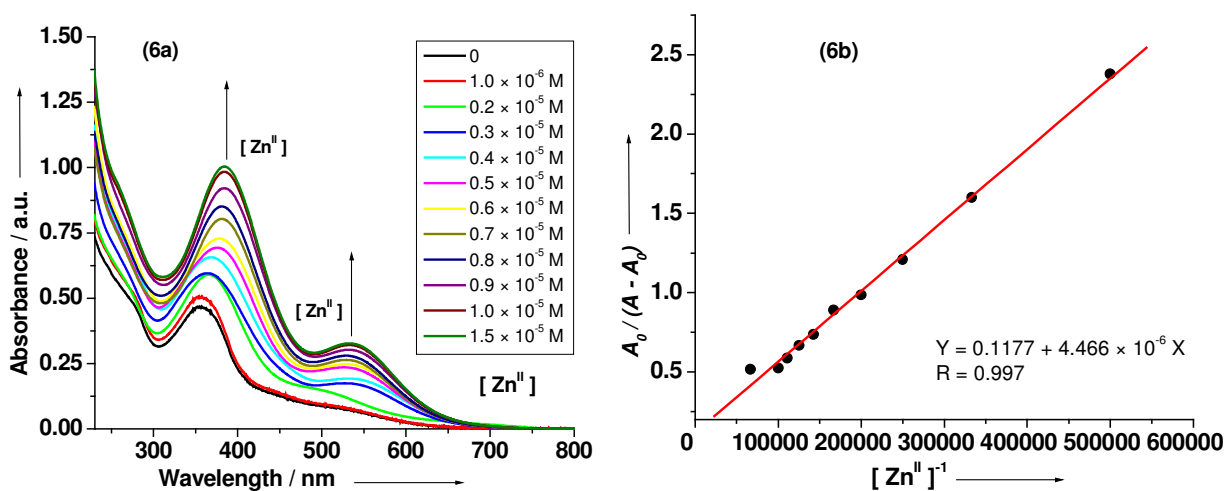 (6a)
1.50
1.25
1.00
0.75
0.50
0.25
0.00
Absorbance / a.u.
300 400 500 600 700 800
Wavelength / nm
[ Zn^II ]
[ Zn^II ]
[ Zn^II ]
0
1.0 × 10^-6 M
0.2 × 10^-5 M
0.3 × 10^-5 M
0.4 × 10^-5 M
0.5 × 10^-5 M
0.6 × 10^-5 M
0.7 × 10^-5 M
0.8 × 10^-5 M
0.9 × 10^-5 M
1.0 × 10^-5 M
1.5 × 10^-5 M
(6b)
2.5
2.0
1.5
1.0
0.5
A_0 / (A - A_0)
Y = 0.1177 + 4.466 × 10^-6 X
R = 0.997
0 100000 200000 300000 400000 500000 600000
[ Zn^II ]^-1